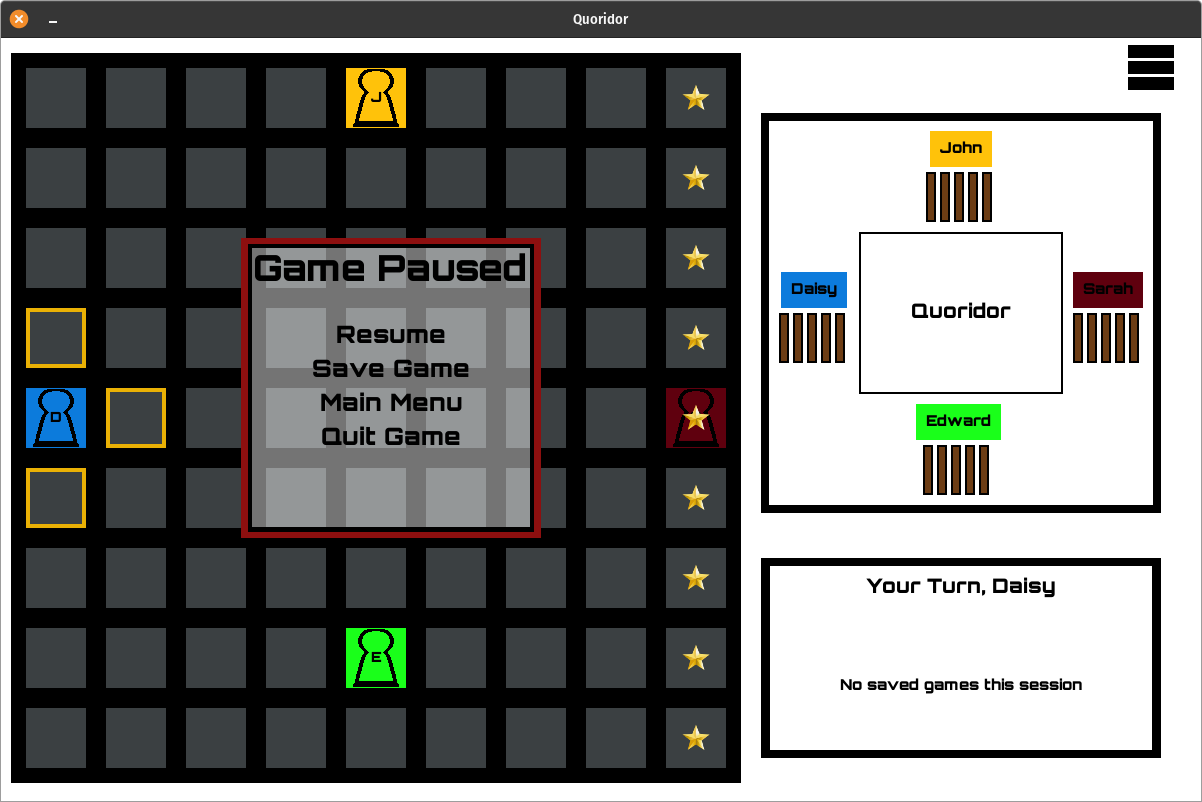 Quoridor
J
John
Game Paused
Daisy
Sarah
Quoridor
Resume
Save Game
Main Menu
Quit Game
D
Edward
Your Turn, Daisy
E
No saved games this session